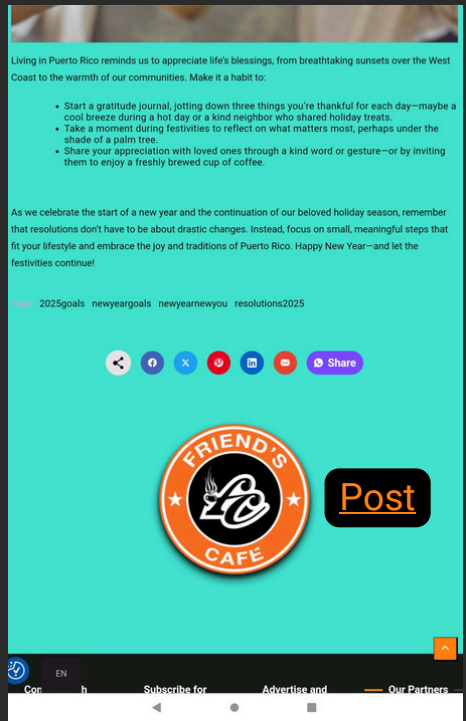 Living in Puerto Rico reminds us to appreciate life's blessings, from breathtaking sunsets over the West
Coast to the warmth of our communities. Make it a habit to:
• Start a gratitude journal, jotting down three things you're thankful for each day—maybe a
cool breeze during a hot day or a kind neighbor who shared holiday treats.
• Take a moment during festivities to reflect on what matters most, perhaps under the
shade of a palm tree.
• Share your appreciation with loved ones through a kind word or gesture—or by inviting
them to enjoy a freshly brewed cup of coffee.
As we celebrate the start of a new year and the continuation of our beloved holiday season, remember
that resolutions don't have to be about drastic changes. Instead, focus on small, meaningful steps that
fit your lifestyle and embrace the joy and traditions of Puerto Rico. Happy New Year—and let the
festivities continue!
2025goals newyeargoals newyearnewyou resolutions2025
Share
FRIEND'S
CAFE
Post
EN
Subscribe for Advertise and Our Partners